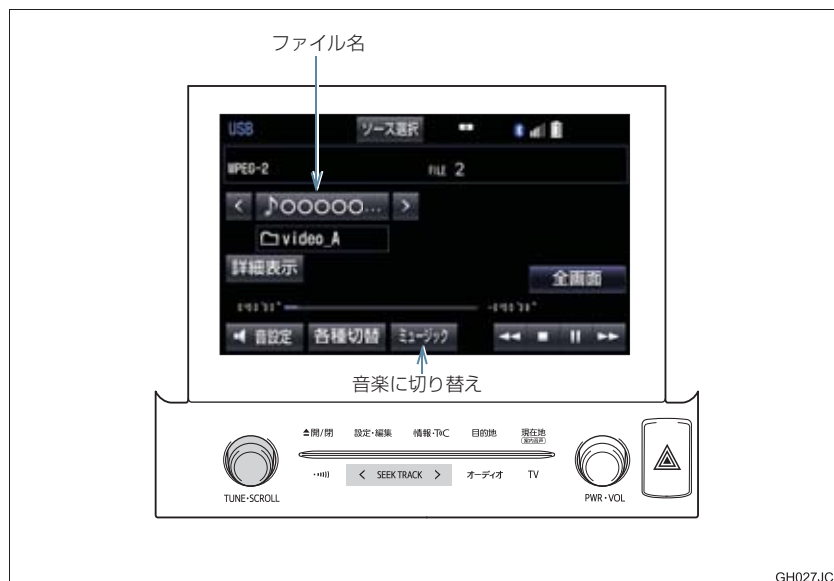 ファイル名
USB ソース選択
MPEG-2 FILE 2
< ♪○○○○○... >
video_A
詳細表示 全画面
音設定 各種切替 ミュージック
音楽に切り替え
開/閉 設定・編集 情報・T&C 目的地 現在地
< SEEK TRACK > オーディオ TV
TUNE・SCROLL PWR・VOL
GH027JC